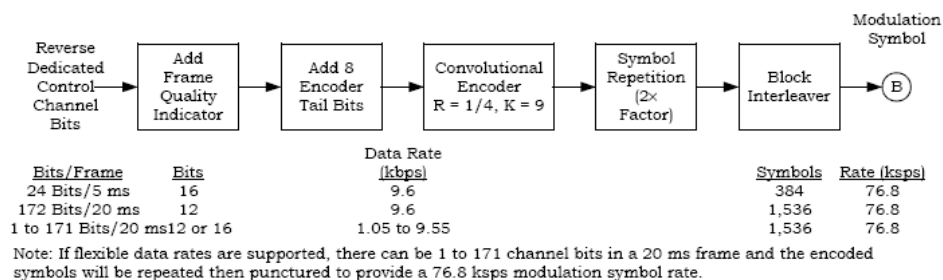 Modulation
Symbol
Reverse
Dedicated
Control
Channel
Bits
Add
Frame
Quality
Indicator
Add 8
Encoder
Tail Bits
Convolutional
Encoder
R = 1/4, K = 9
Symbol
Repetition
(2×
Factor)
Block
Interleaver
B
Data Rate
Bits/Frame Bits (kbps) Symbols Rate (ksps)
24 Bits/5 ms 16 9.6 384 76.8
172 Bits/20 ms 12 9.6 1,536 76.8
1 to 171 Bits/20 ms12 or 16 1.05 to 9.55 1,536 76.8
Note: If flexible data rates are supported, there can be 1 to 171 channel bits in a 20 ms frame and the encoded
symbols will be repeated then punctured to provide a 76.8 ksps modulation symbol rate.